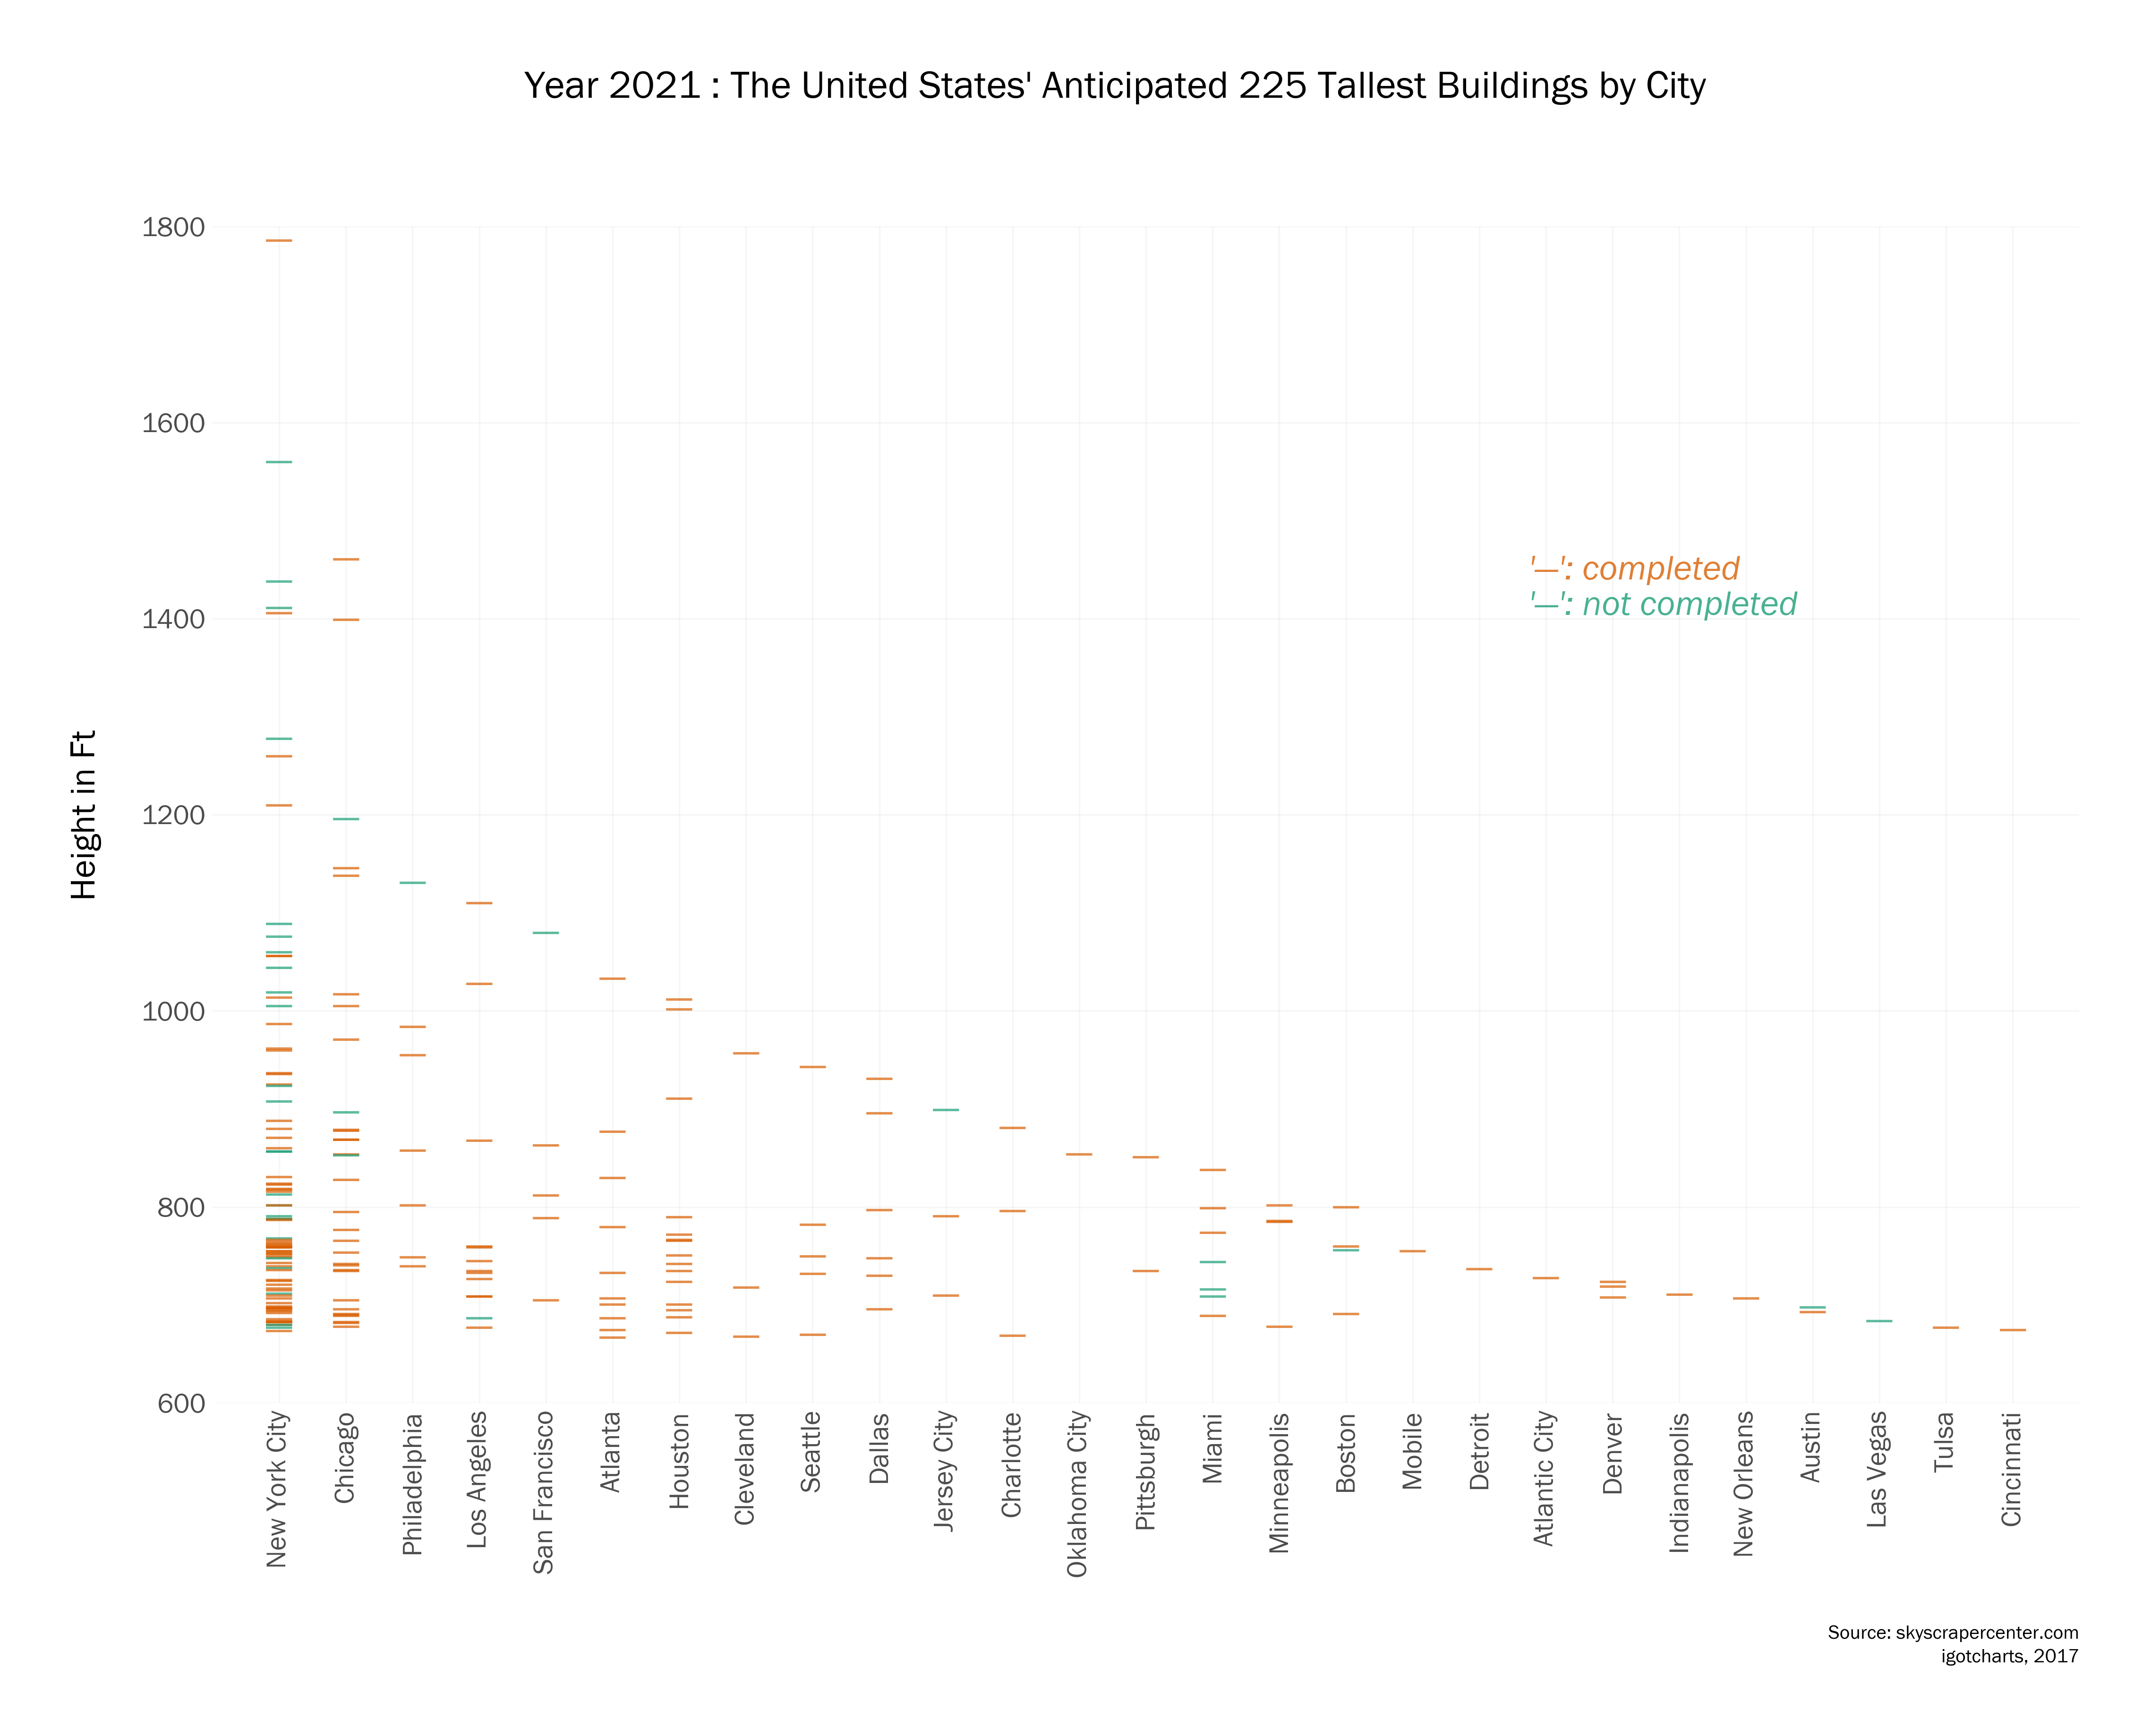 Year 2021 : The United States' Anticipated 225 Tallest Buildings by City
1800
1600
1400
1200
1000
800
600
Height in Ft
'—': completed
'—': not completed
New York City
Chicago
Philadelphia
Los Angeles
San Francisco
Atlanta
Houston
Cleveland
Seattle
Dallas
Jersey City
Charlotte
Oklahoma City
Pittsburgh
Miami
Minneapolis
Boston
Mobile
Detroit
Atlantic City
Denver
Indianapolis
New Orleans
Austin
Las Vegas
Tulsa
Cincinnati
Source: skyscrapercenter.com
igotcharts, 2017